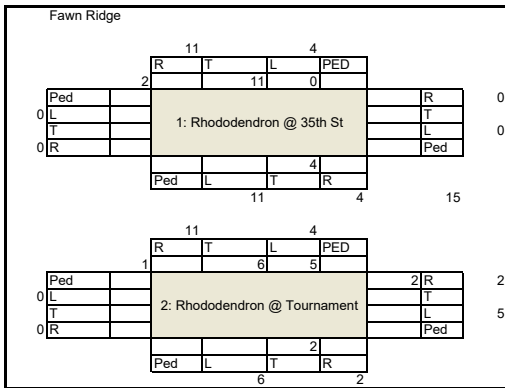 Fawn Ridge
11 4
R T L PED
2 11 0
Ped R 0
0 L T
1: Rhododendron @ 35th St
T L 0
0 R Ped
4
Ped L T R
11 4 15
11 4
R T L PED
1 6 5
Ped 2 R 2
0 L T
2: Rhododendron @ Tournament
T L 5
0 R Ped
2
Ped L T R
6 2